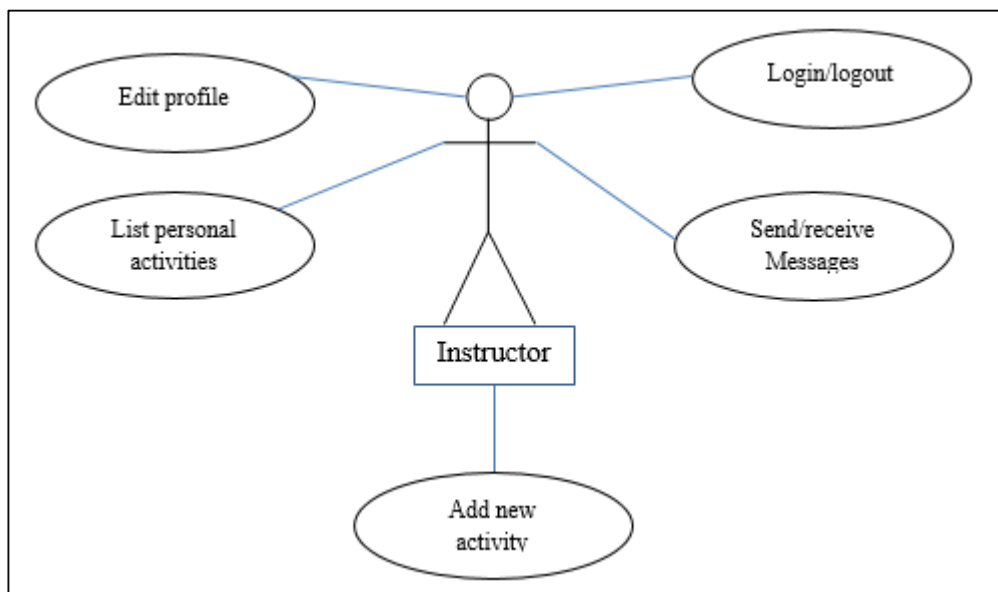 Edit profile
Login/logout
List personal
activities
Send/receive
Messages
Instructor
Add new
activity